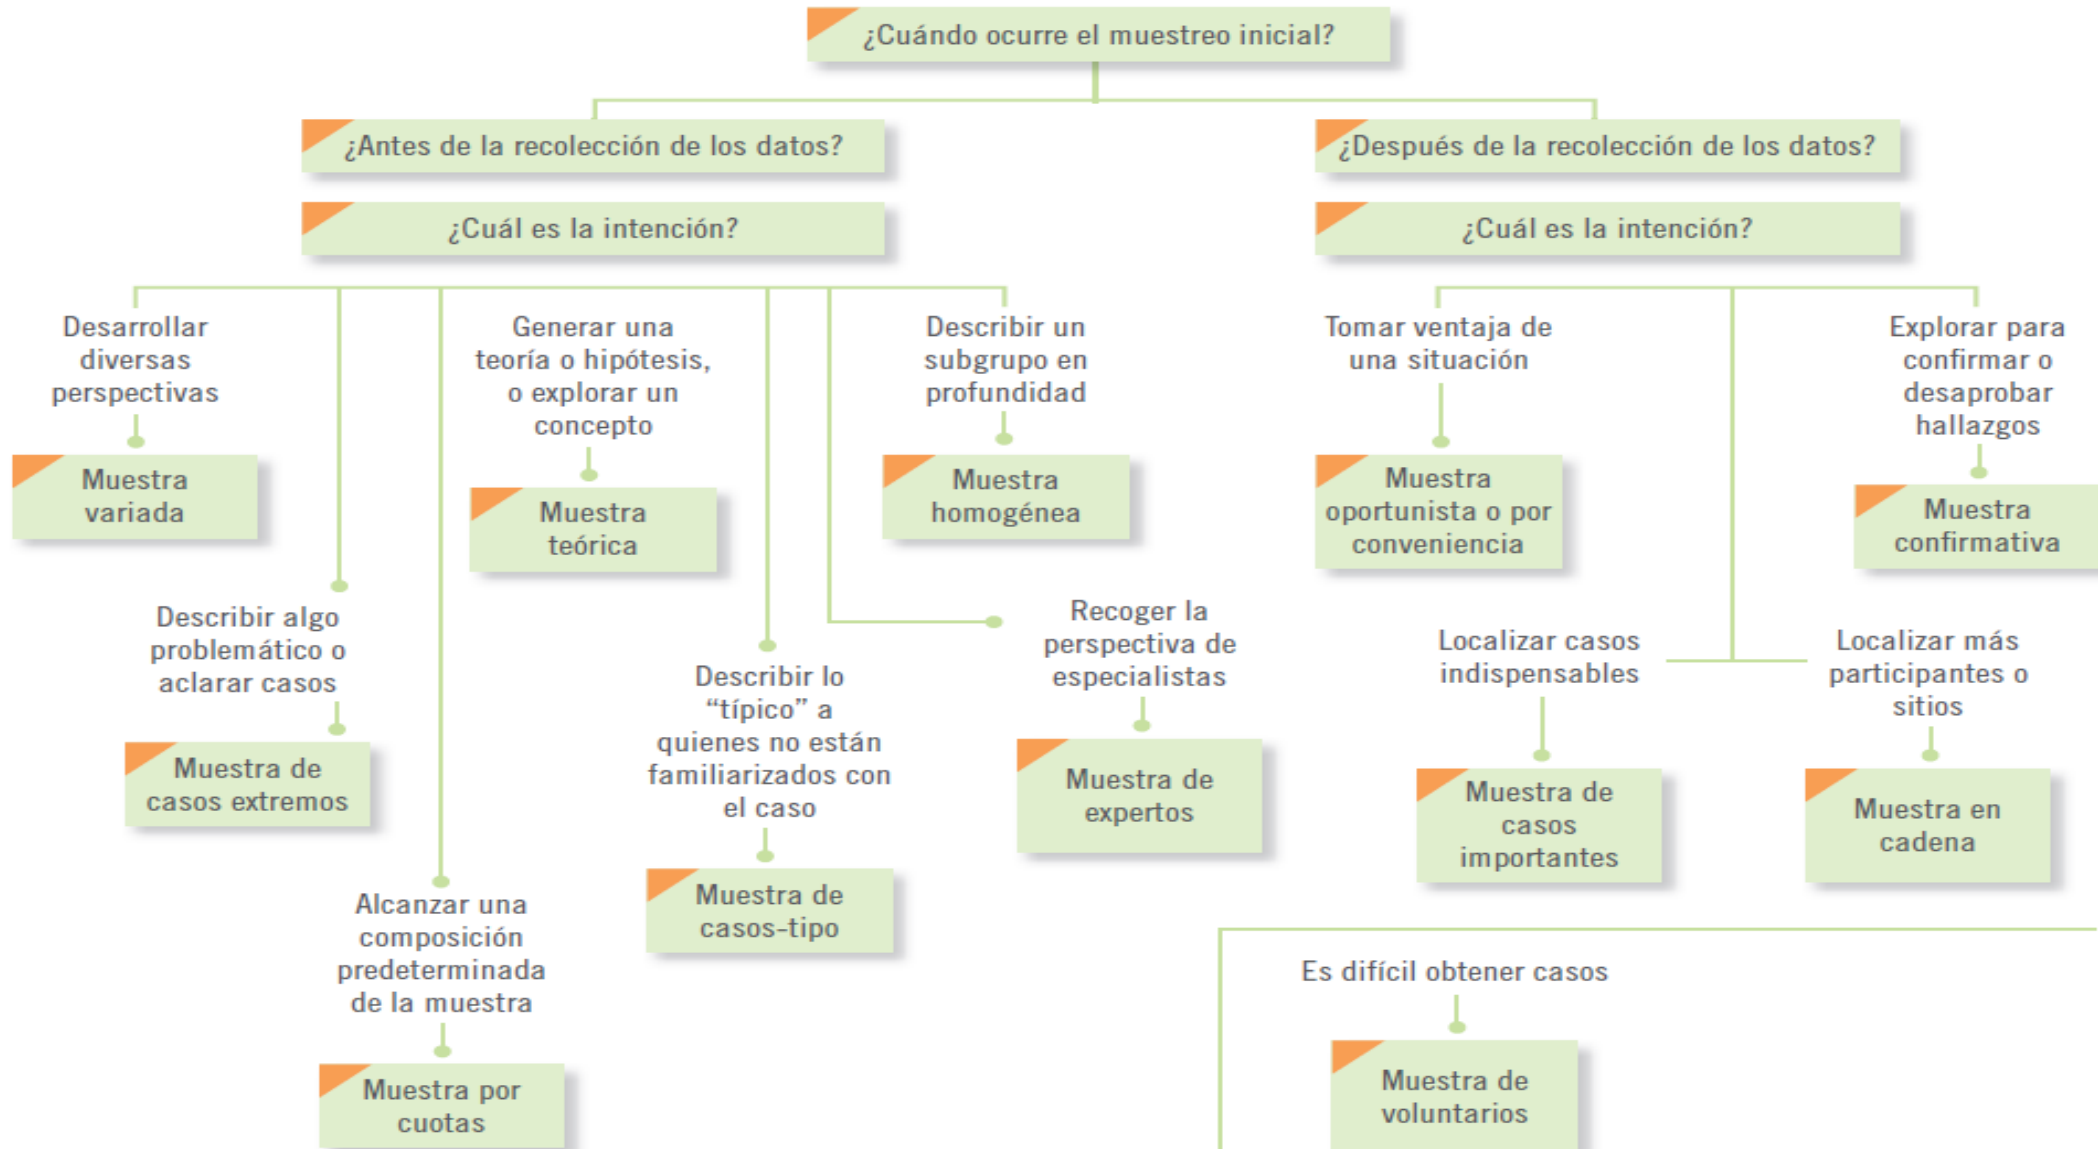 ¿Cuándo ocurre el muestreo inicial?
¿Antes de la recolección de los datos?
¿Después de la recolección de los datos?
¿Cuál es la intención?
¿Cuál es la intención?
Desarrollar
diversas
perspectivas
Muestra
variada
Generar una
teoría o hipótesis,
o explorar un
concepto
Muestra
teórica
Describir un
subgrupo en
profundidad
Muestra
homogénea
Tomar ventaja de
una situación
Muestra
oportunista o por
conveniencia
Explorar para
confirmar o
desaprobar
hallazgos
Muestra
confirmativa
Describir algo
problemático o
aclarar casos
Muestra de
casos extremos
Describir lo
“típico” a
quienes no están
familiarizados con
el caso
Muestra de
casos-tipo
Recoger la
perspectiva de
especialistas
Muestra de
expertos
Localizar casos
indispensables
Muestra de
casos
importantes
Localizar más
participantes o
sitios
Muestra en
cadena
Alcanzar una
composición
predeterminada
de la muestra
Muestra por
cuotas
Es difícil obtener casos
Muestra de
voluntarios